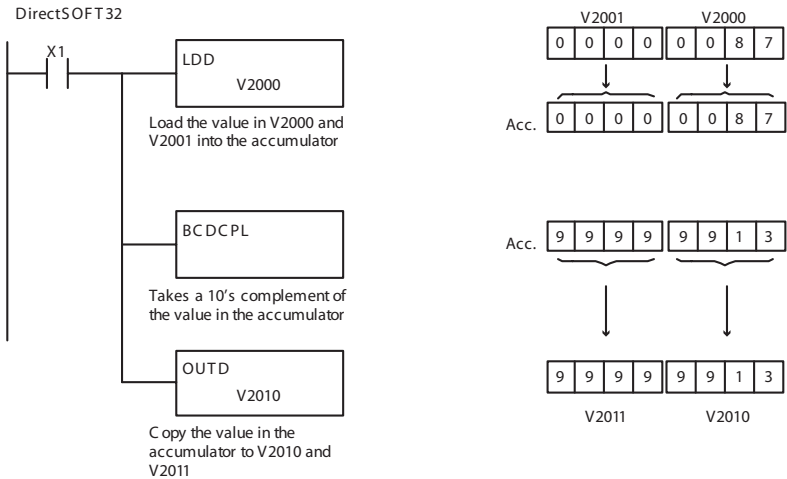 DirectSOFT32
X1
LDD
V2000
Load the value in V2000 and
V2001 into the accumulator
BCDCPL
Takes a 10's complement of
the value in the accumulator
OUTD
V2010
Copy the value in the
accumulator to V2010 and
V2011
V2001 V2000
0 0 0 0 0 0 8 7
Acc. 0 0 0 0 0 0 8 7
Acc. 9 9 9 9 9 9 1 3
9 9 9 9 9 9 1 3
V2011 V2010